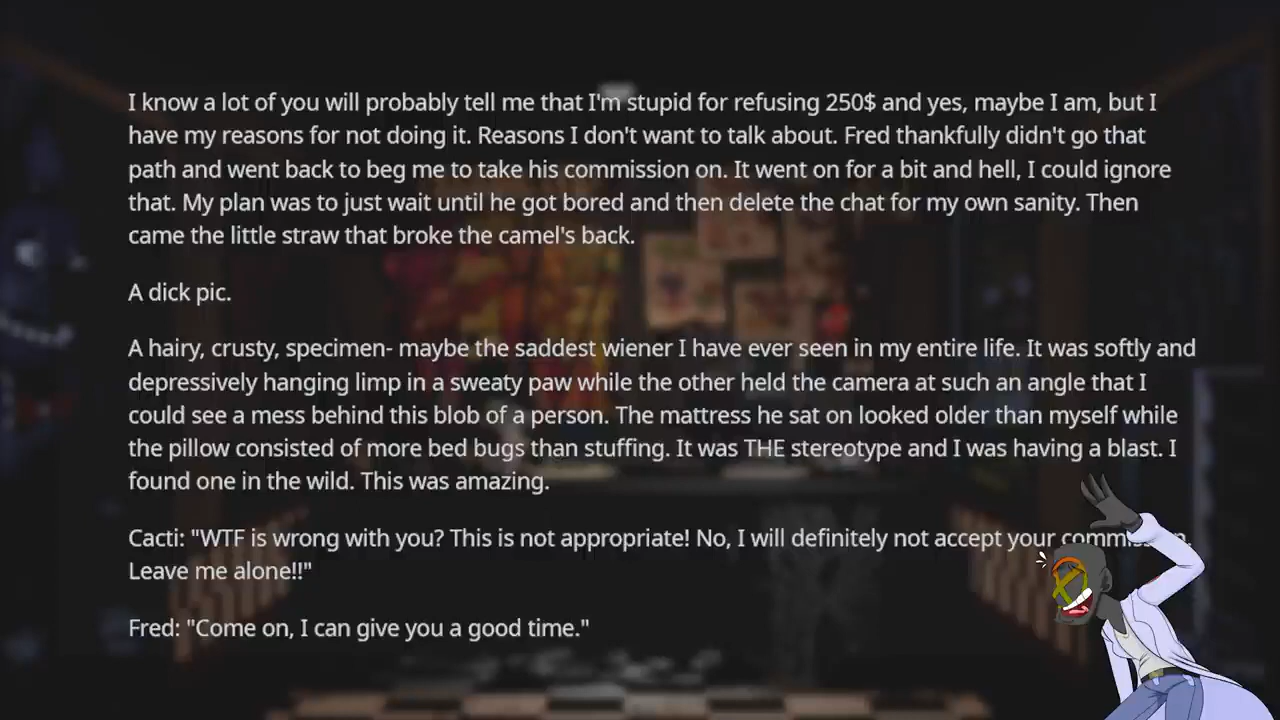 I know a lot of you will probably tell me that I'm stupid for refusing 250$ and yes, maybe I am, but I
have my reasons for not doing it. Reasons I don't want to talk about. Fred thankfully didn't go that
path and went back to beg me to take his commission on. It went on for a bit and hell, I could ignore
that. My plan was to just wait until he got bored and then delete the chat for my own sanity. Then
came the little straw that broke the camel's back.
A dick pic.
A hairy, crusty, specimen- maybe the saddest wiener I have ever seen in my entire life. It was softly and
depressively hanging limp in a sweaty paw while the other held the camera at such an angle that I
could see a mess behind this blob of a person. The mattress he sat on looked older than myself while
the pillow consisted of more bed bugs than stuffing. It was THE stereotype and I was having a blast. I
found one in the wild. This was amazing.
Cacti: "WTF is wrong with you? This is not appropriate! No, I will definitely not accept your
Leave me alone!!"
Fred: "Come on, I can give you a good time."